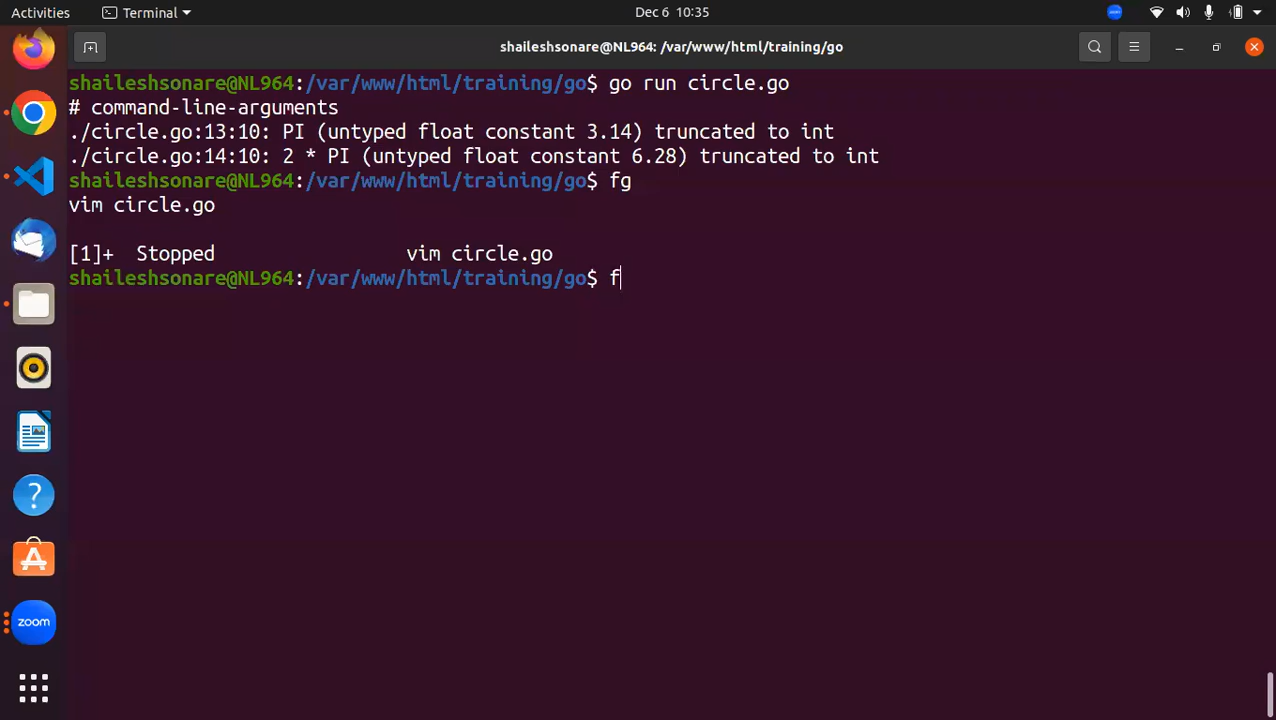 Activities
Terminal
Dec 6 10:35
shaileshsonare@NL964: /var/www/html/training/go
shaileshsonare@NL964:/var/www/html/training/go$ go run circle.go
# command-line-arguments
./circle.go:13:10: PI (untyped float constant 3.14) truncated to int
./circle.go:14:10: 2 * PI (untyped float constant 6.28) truncated to int
shaileshsonare@NL964:/var/www/html/training/go$ fg
vim circle.go
[1]+  Stopped                 vim circle.go
shaileshsonare@NL964:/var/www/html/training/go$ f
zoom